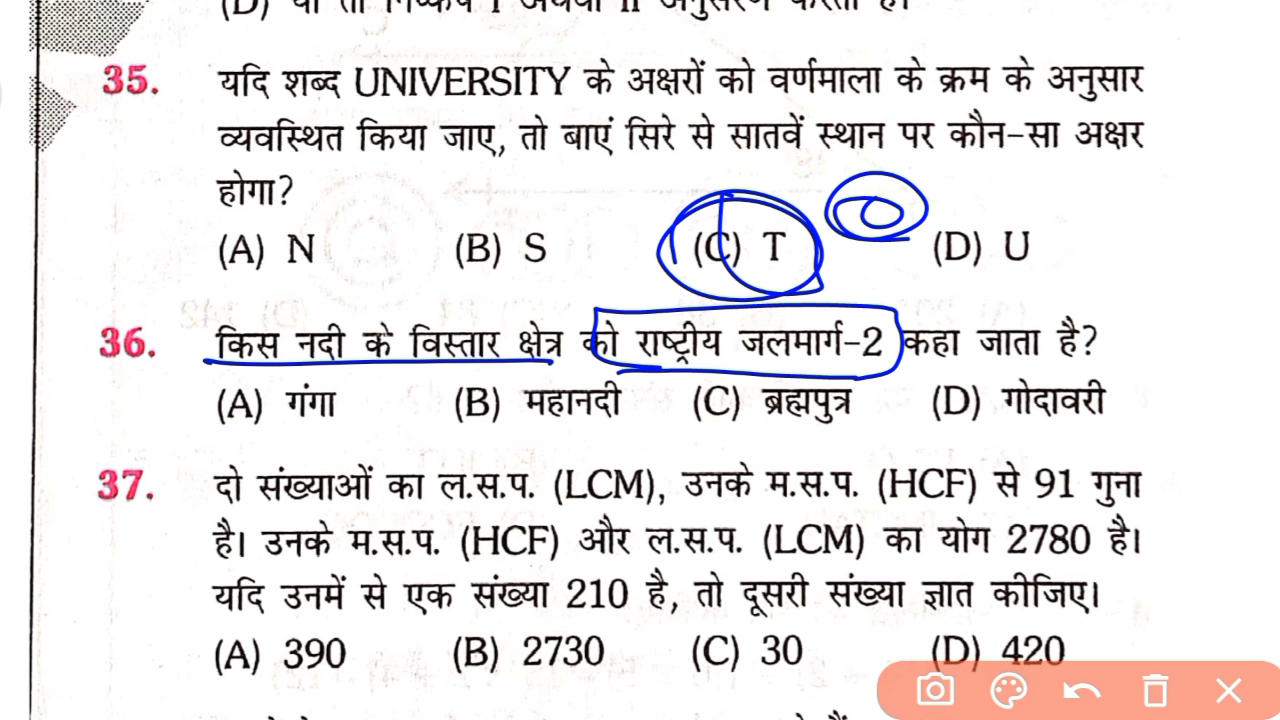 35. यदि शब्द UNIVERSITY के अक्षरों को वर्णमाला के क्रम के अनुसार
व्यवस्थित किया जाए, तो बाएं सिरे से सातवें स्थान पर कौन-सा अक्षर
होगा?
(A) N (B) S (C) T (D) U
36. किस नदी के विस्तार क्षेत्र को राष्ट्रीय जलमार्ग-2 कहा जाता है?
(A) गंगा (B) महानदी (C) ब्रह्मपुत्र (D) गोदावरी
37. दो संख्याओं का ल.स.प. (LCM), उनके म.स.प. (HCF) से 91 गुना
है। उनके म.स.प. (HCF) और ल.स.प. (LCM) का योग 2780 है।
यदि उनमें से एक संख्या 210 है, तो दूसरी संख्या ज्ञात कीजिए।
(A) 390 (B) 2730 (C) 30 (D) 420